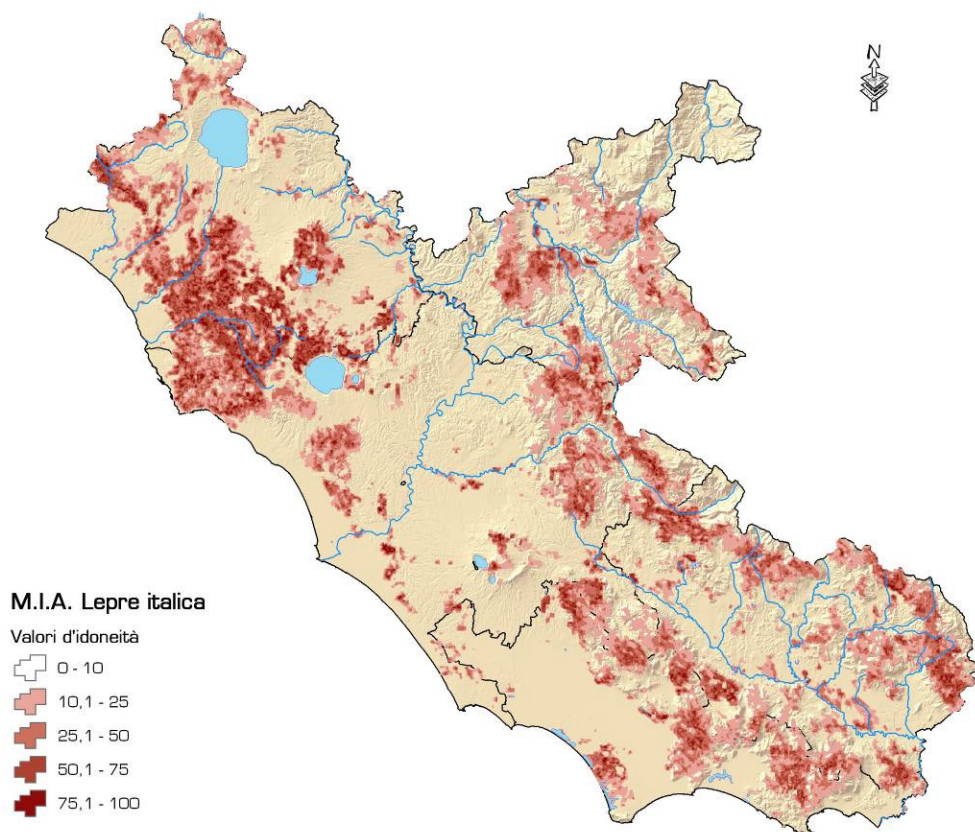 N
M.I.A. Lepre italica
Valori d'idoneità
0 - 10
10,1 - 25
25,1 - 50
50,1 - 75
75,1 - 100